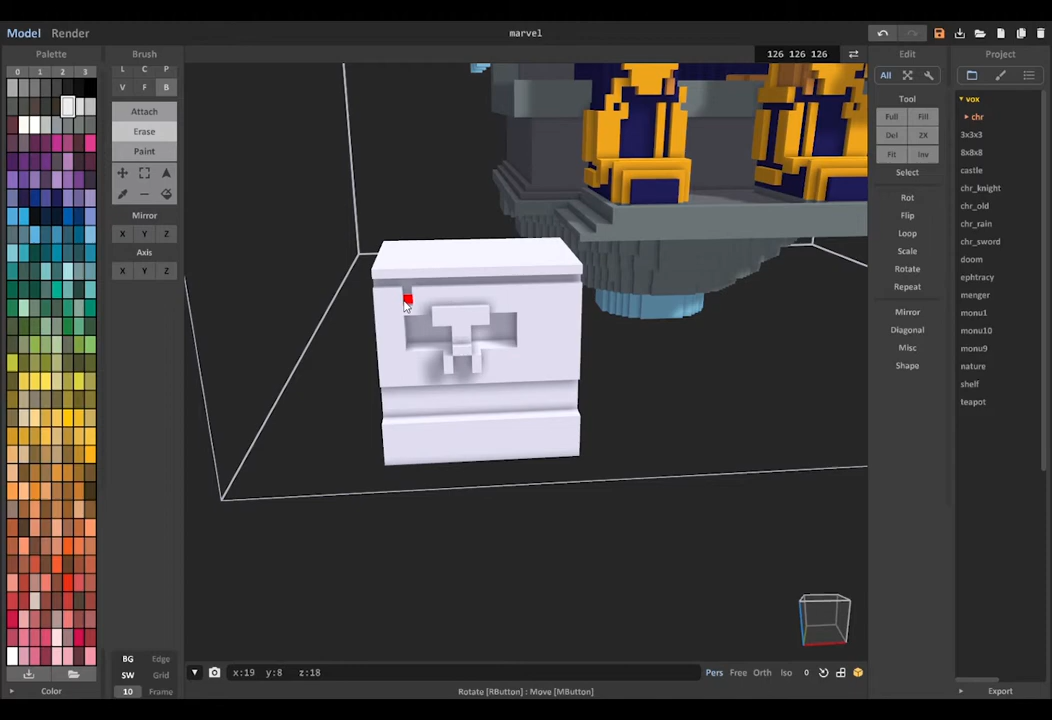 Model Render
marvel
Palette
Brush
126 126 126
Edit
Project
0 1 2 3
L C P
V F B
All
Attach
Tool
vox
chr
Full Fill
3x3x3
Erase
Del 2X
8x8x8
Paint
Fit Inv
castle
Select
chr_knight
Rot
chr_old
Mirror
Flip
chr_rain
X Y Z
Loop
chr_sword
Axis
Scale
doom
X Y Z
Rotate
ephtracy
Repeat
menger
Mirror
monu1
Diagonal
monu10
Misc
monu9
Shape
nature
shelf
teapot
BG Edge
SW Grid
x:19 y:8 z:18
Pers Free Orth Iso 0
Color
10 Frame
Rotate [RButton] : Move [MButton]
Export